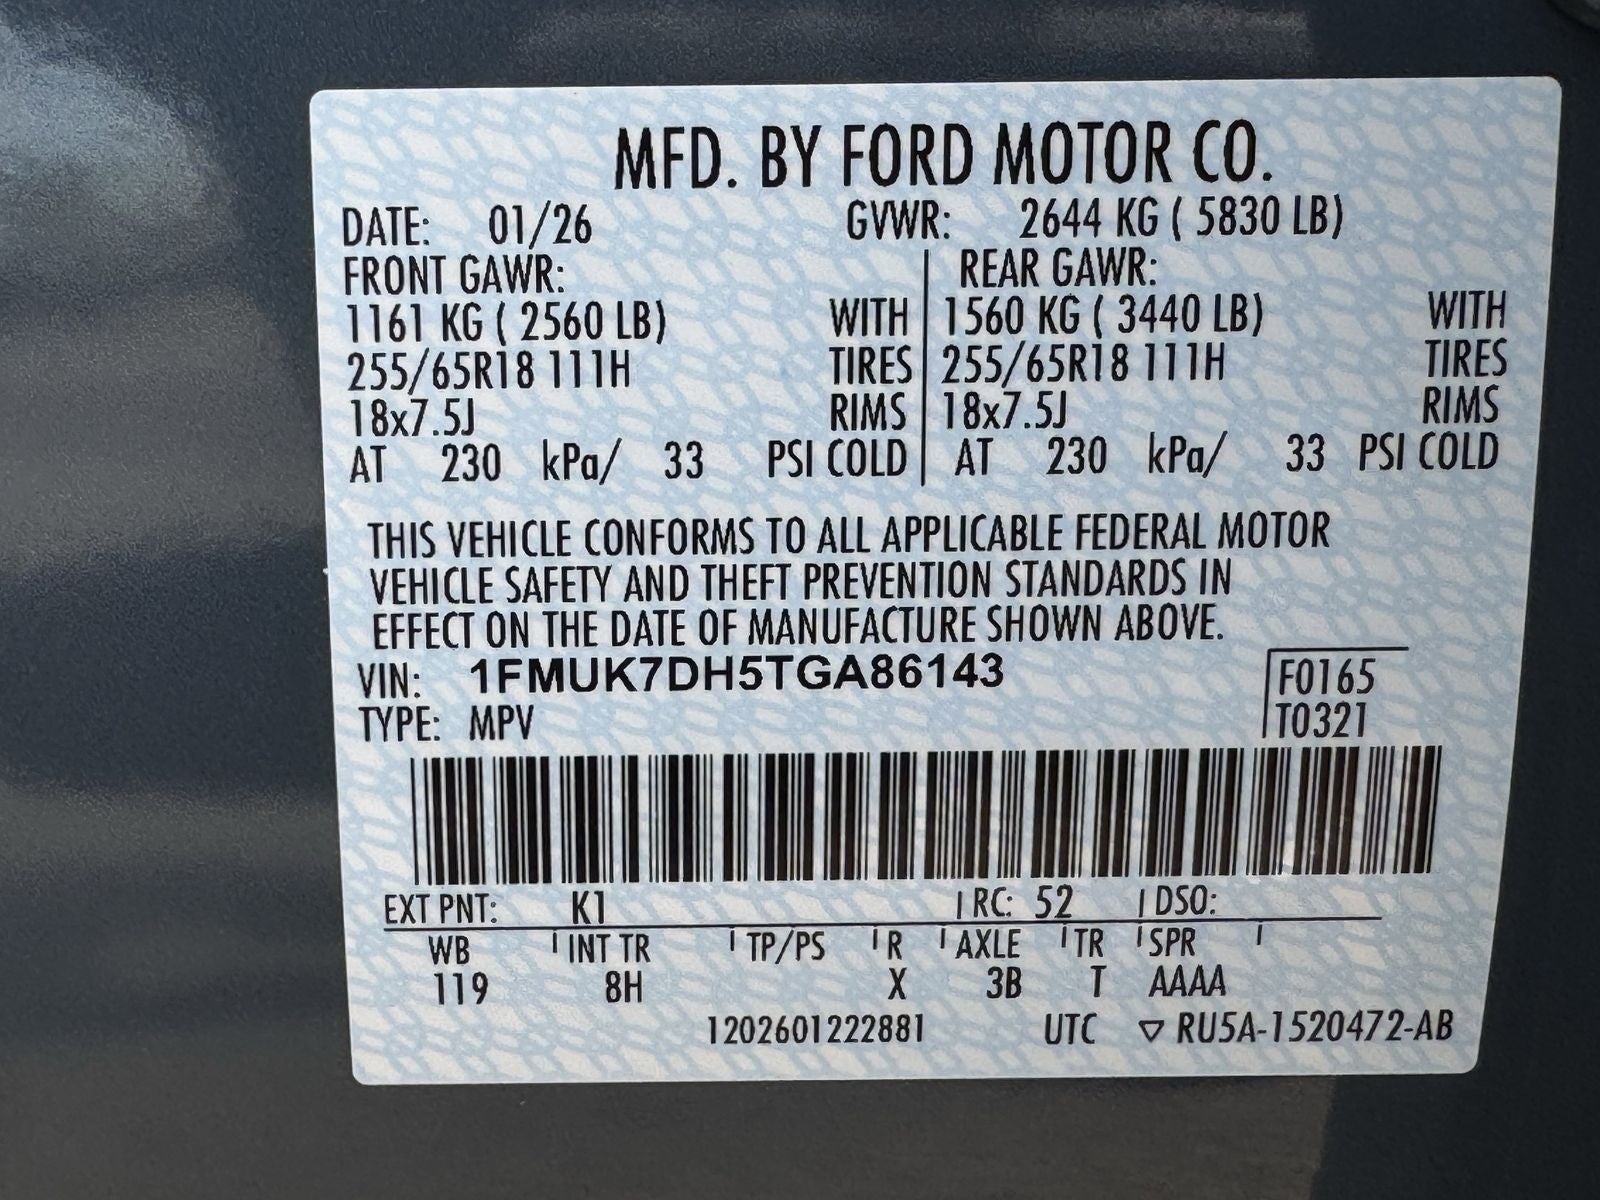 MFD. BY FORD MOTOR CO.
DATE: 01/26 GVWR: 2644 KG ( 5830 LB)
FRONT GAWR: REAR GAWR:
1161 KG ( 2560 LB) WITH 1560 KG ( 3440 LB) WITH
255/65R18 111H TIRES 255/65R18 111H TIRES
18x7.5J RIMS 18x7.5J RIMS
AT 230 kPa/ 33 PSI COLD AT 230 kPa/ 33 PSI COLD
THIS VEHICLE CONFORMS TO ALL APPLICABLE FEDERAL MOTOR
VEHICLE SAFETY AND THEFT PREVENTION STANDARDS IN
EFFECT ON THE DATE OF MANUFACTURE SHOWN ABOVE.
VIN: 1FMUK7DH5TGA86143 F0165
TYPE: MPV T0321
EXT PNT: K1 RC: 52 DSO:
WB INT TR TP/PS R AXLE TR SPR
119 8H X 3B T AAAA
1202601222881 UTC ▽ RU5A-1520472-AB